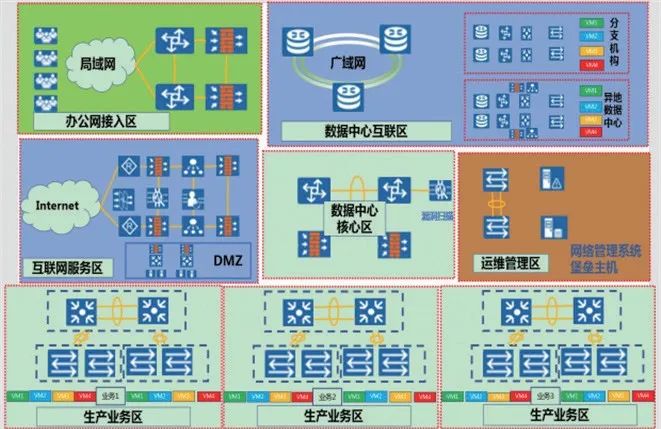 局域网
办公网接入区
广域网
数据中心互联区
VM1
VM2
VM3
VM4
分支机构
VM1
VM2
VM3
VM4
异地数据中心
Internet
互联网服务区
DMZ
数据中心
核心区
漏洞扫描
运维管理区
网络管理系统
堡垒主机
VM1 VM2 VM3 VM4 业务1 VM1 VM2 VM3 VM4
生产业务区
VM1 VM2 VM3 VM4 业务2 VM1 VM2 VM3 VM4
生产业务区
VM1 VM2 VM3 VM4 业务3 VM1 VM2 VM3 VM4
生产业务区